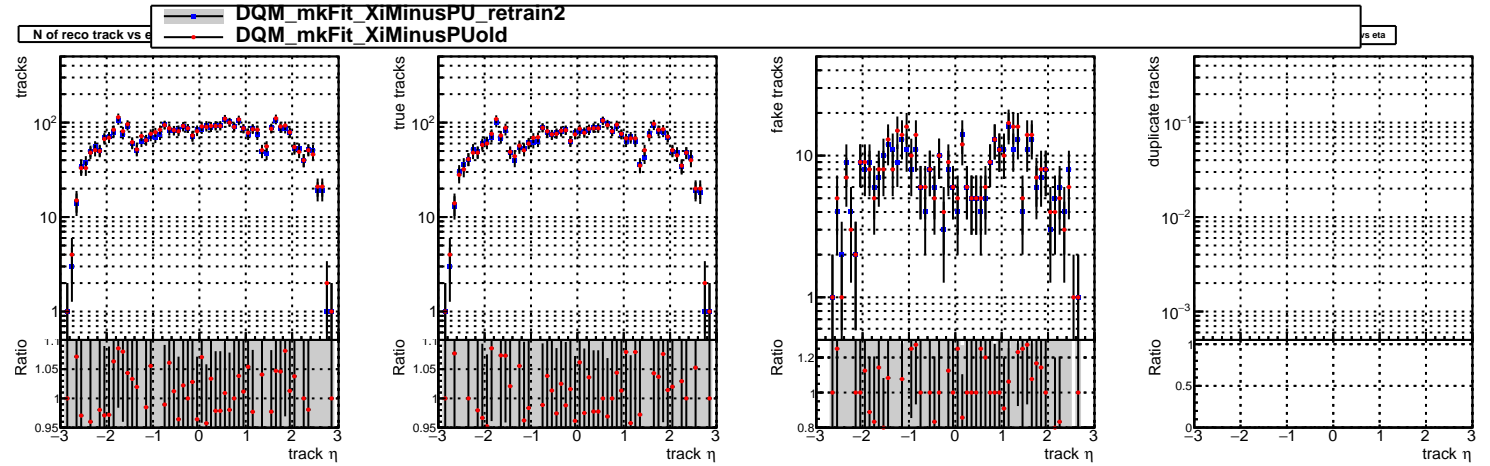 DQM_mkFit_XiMinusPU_retrain2
DQM_mkFit_XiMinusPUold
N of reco track vs e
vs eta
tracks
10²
10
1
Ratio
1.1
1.05
1
0.95
−3 −2 −1 0 1 2 3
track η
true tracks
10²
10
1
Ratio
1.1
1.05
1
0.95
−3 −2 −1 0 1 2 3
track η
fake tracks
10
1
Ratio
1.2
1
0.8
−3 −2 −1 0 1 2 3
track η
duplicate tracks
10⁻¹
10⁻²
10⁻³
Ratio
1
0.5
0
−3 −2 −1 0 1 2 3
track η